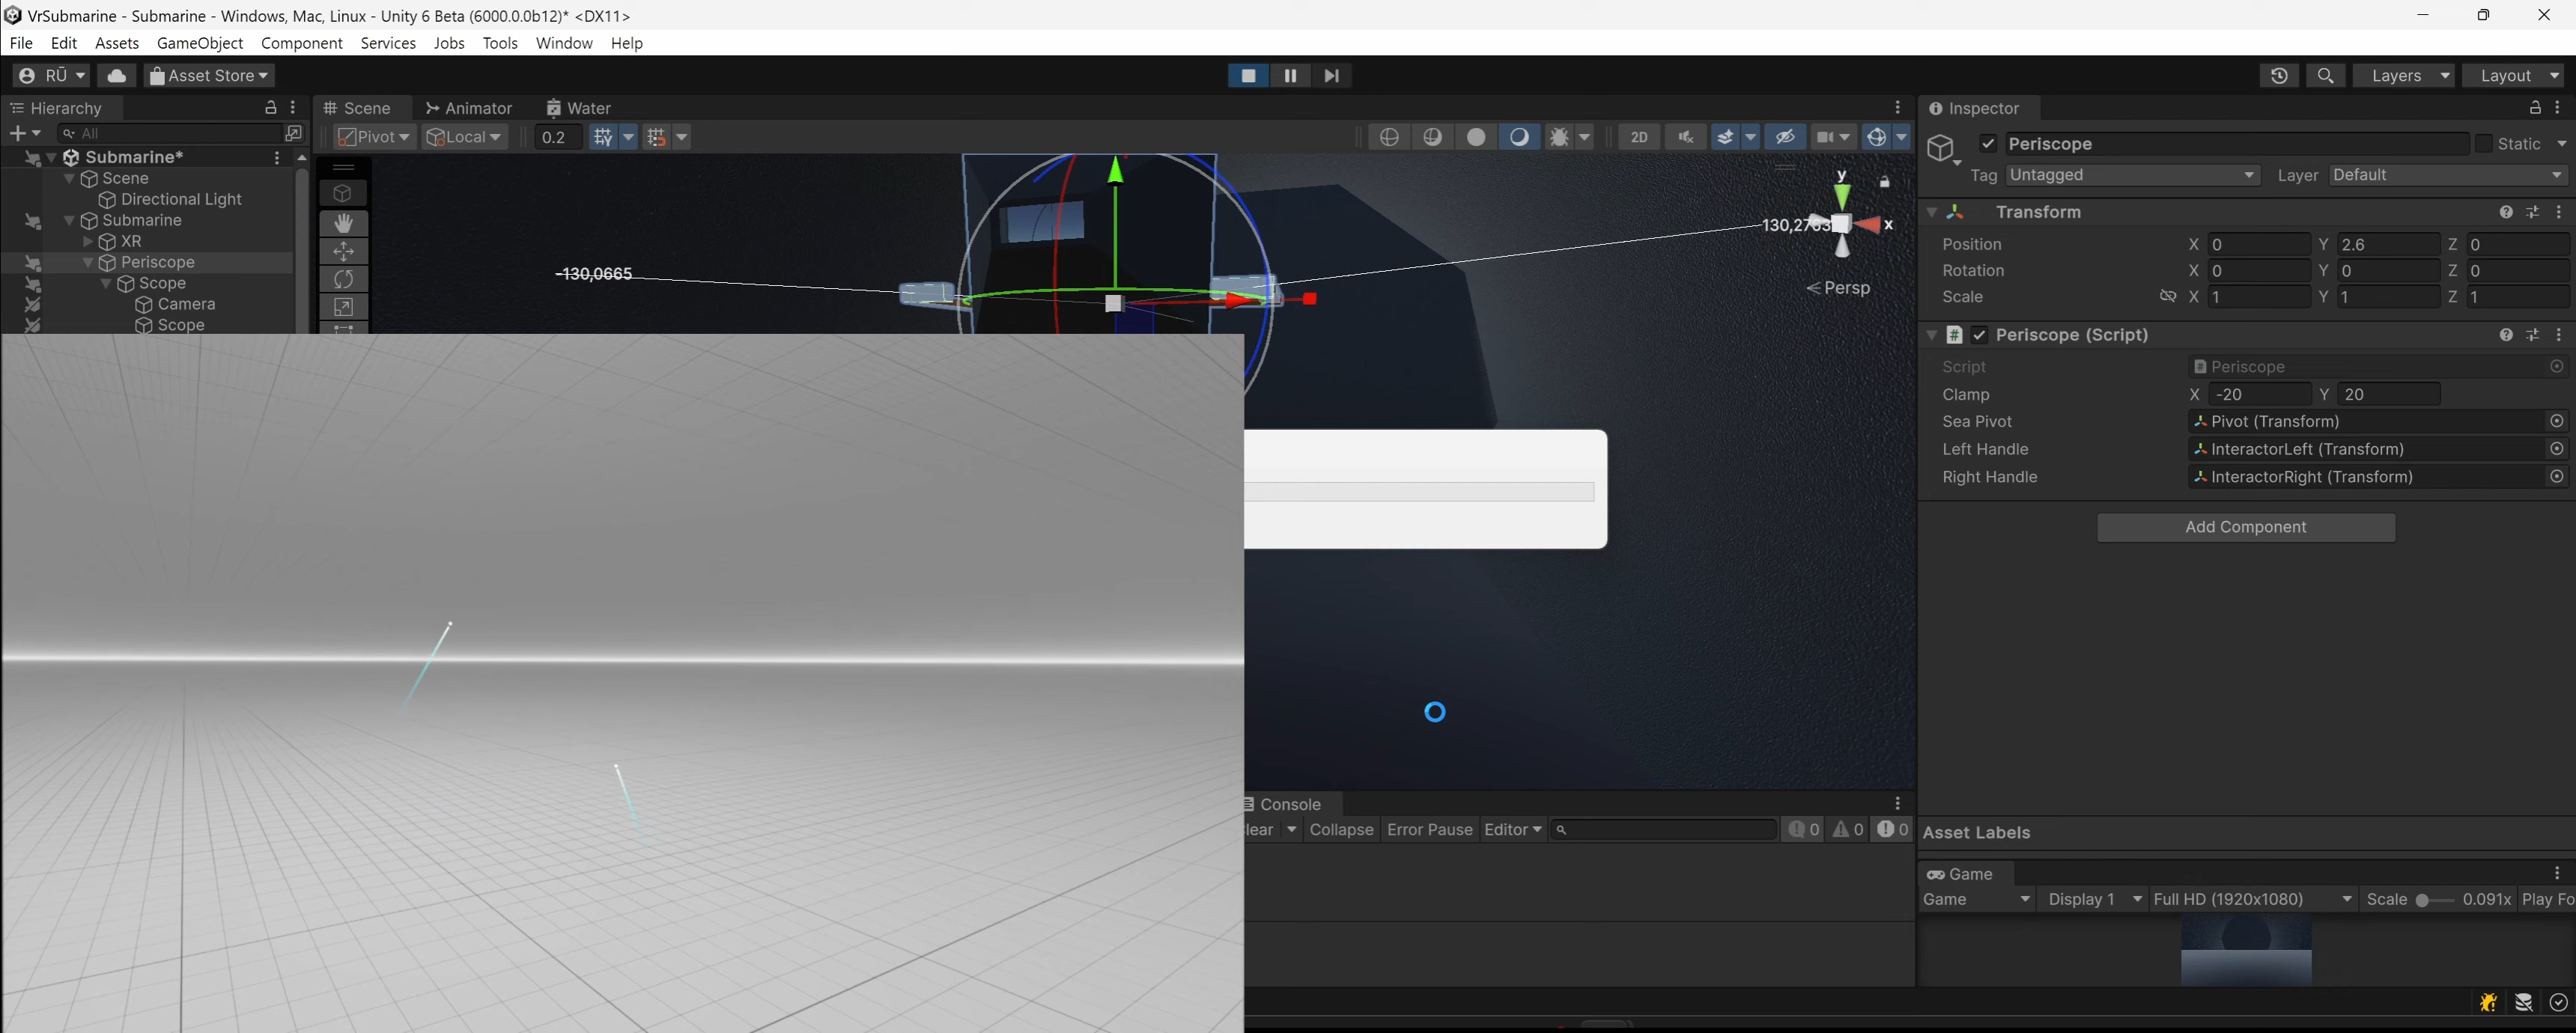 VrSubmarine - Submarine - Windows, Mac, Linux - Unity 6 Beta (6000.0.0b12)* <DX11>
File Edit Assets GameObject Component Services Jobs Tools Window Help
RŪ Asset Store Layers Layout
Hierarchy Scene Animator Water Inspector
All Pivot Local 0.2 2D Periscope Static
Submarine*
Tag Untagged Layer Default
Scene
Directional Light
Submarine
XR
Periscope
Scope
Camera
Scope
-130,0665
130,2763
y
x
Persp
Transform
Position X 0 Y 2.6 Z 0
Rotation X 0 Y 0 Z 0
Scale X 1 Y 1 Z 1
Periscope (Script)
Script Periscope
Clamp X -20 Y 20
Sea Pivot Pivot (Transform)
Left Handle InteractorLeft (Transform)
Right Handle InteractorRight (Transform)
Add Component
Console
lear Collapse Error Pause Editor 0 0 0
Asset Labels
Game
Game Display 1 Full HD (1920x1080) Scale 0.091x Play Fo